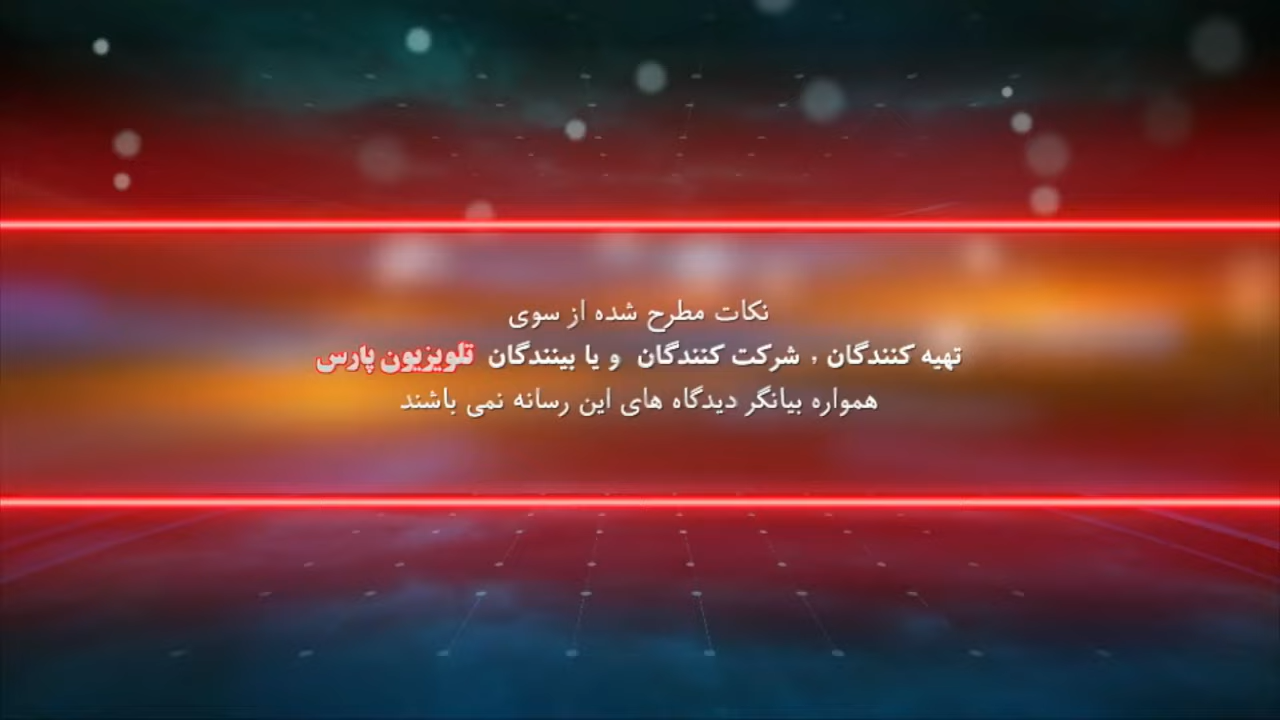 نکات مطرح شده از سوی
تهیه کنندگان , شرکت کنندگان و یا بینندگان تلویزیون پارس
همواره بیانگر دیدگاه های این رسانه نمی باشند